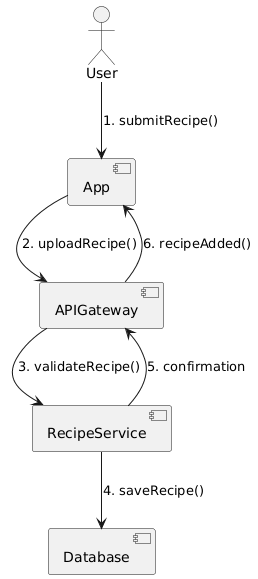 User
1. submitRecipe()
App
2. uploadRecipe() 6. recipeAdded()
APIGateway
3. validateRecipe() 5. confirmation
RecipeService
4. saveRecipe()
Database